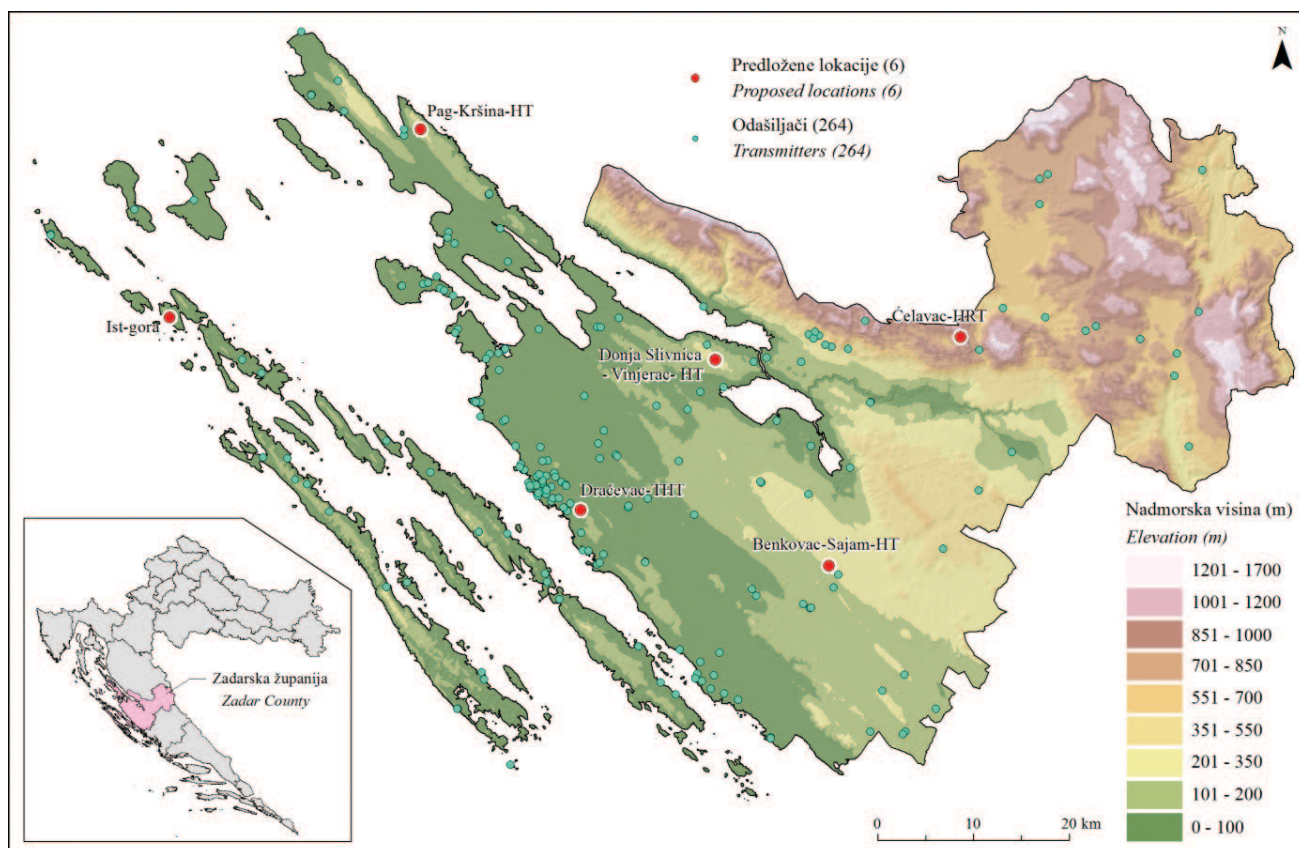 N
Predložene lokacije (6)
Proposed locations (6)
Odašiljači (264)
Transmitters (264)
Pag-Kršina-HT
Ist-gora
Čelavac-HRT
Donja Slivnica
- Vinjerac- HT
Dračevac-THT
Benkovac-Sajam-HT
Zadarska županija
Zadar County
Nadmorska visina (m)
Elevation (m)
1201 - 1700
1001 - 1200
851 - 1000
701 - 850
551 - 700
351 - 550
201 - 350
101 - 200
0 - 100
0 10 20 km